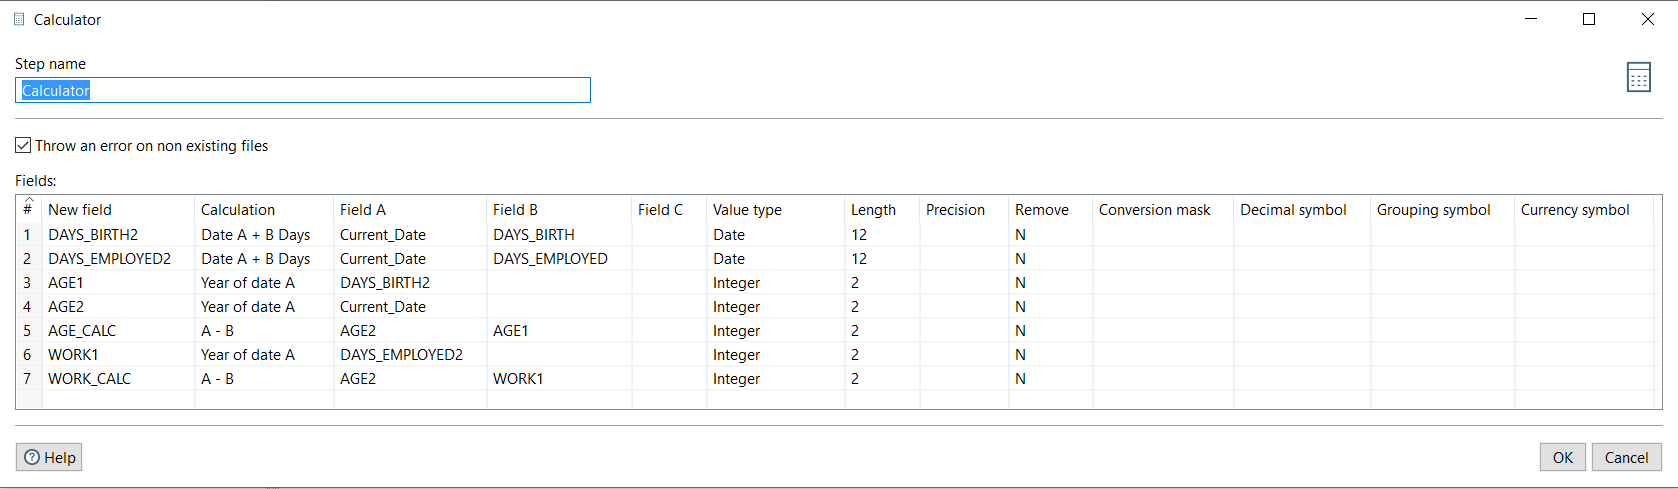 Calculator
Step name
Calculator
Throw an error on non existing files
Fields:
# New field Calculation Field A Field B Field C Value type Length Precision Remove Conversion mask Decimal symbol Grouping symbol Currency symbol
1 DAYS_BIRTH2 Date A + B Days Current_Date DAYS_BIRTH Date 12 N
2 DAYS_EMPLOYED2 Date A + B Days Current_Date DAYS_EMPLOYED Date 12 N
3 AGE1 Year of date A DAYS_BIRTH2 Integer 2 N
4 AGE2 Year of date A Current_Date Integer 2 N
5 AGE_CALC A - B AGE2 AGE1 Integer 2 N
6 WORK1 Year of date A DAYS_EMPLOYED2 Integer 2 N
7 WORK_CALC A - B AGE2 WORK1 Integer 2 N
? Help OK Cancel